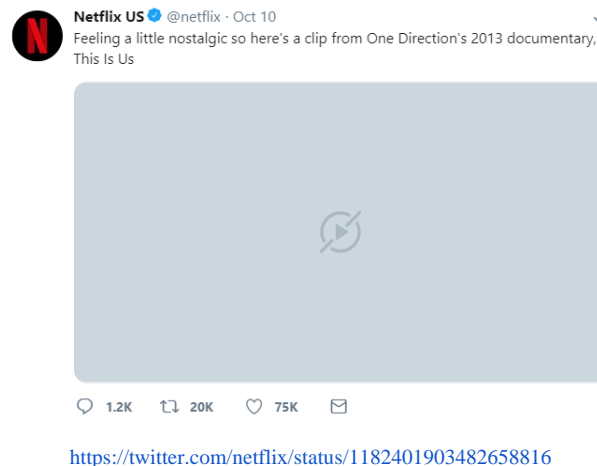 Netflix US @netflix · Oct 10
Feeling a little nostalgic so here's a clip from One Direction's 2013 documentary,
This Is Us
1.2K 20K 75K
https://twitter.com/netflix/status/1182401903482658816